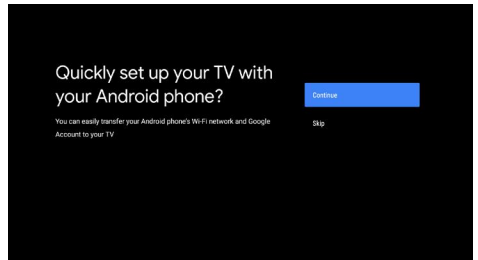 Quickly set up your TV with
your Android phone?
You can easily transfer your Android phone's Wi-Fi network and Google
Account to your TV
Continue
Skip